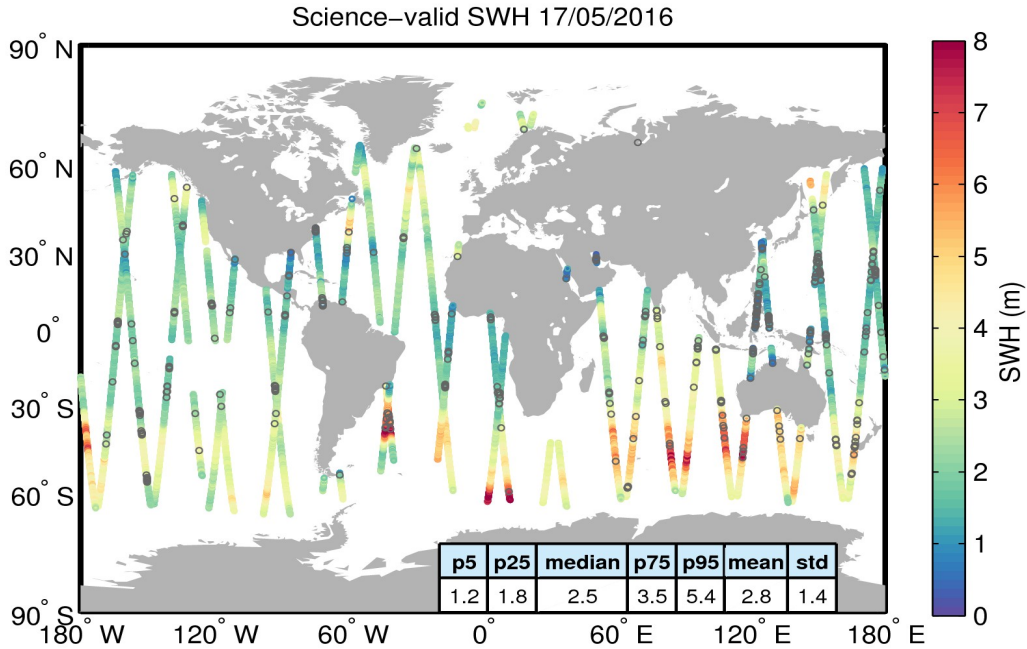 Science−valid SWH 17/05/2016
90° N
60° N
30° N
0°
30° S
60° S
90° S
180° W
120° W
60° W
0°
60° E
120° E
180° E
p5 p25 median p75 p95 mean std
1.2 1.8 2.5 3.5 5.4 2.8 1.4
8
7
6
5
4
3
2
1
0
SWH (m)